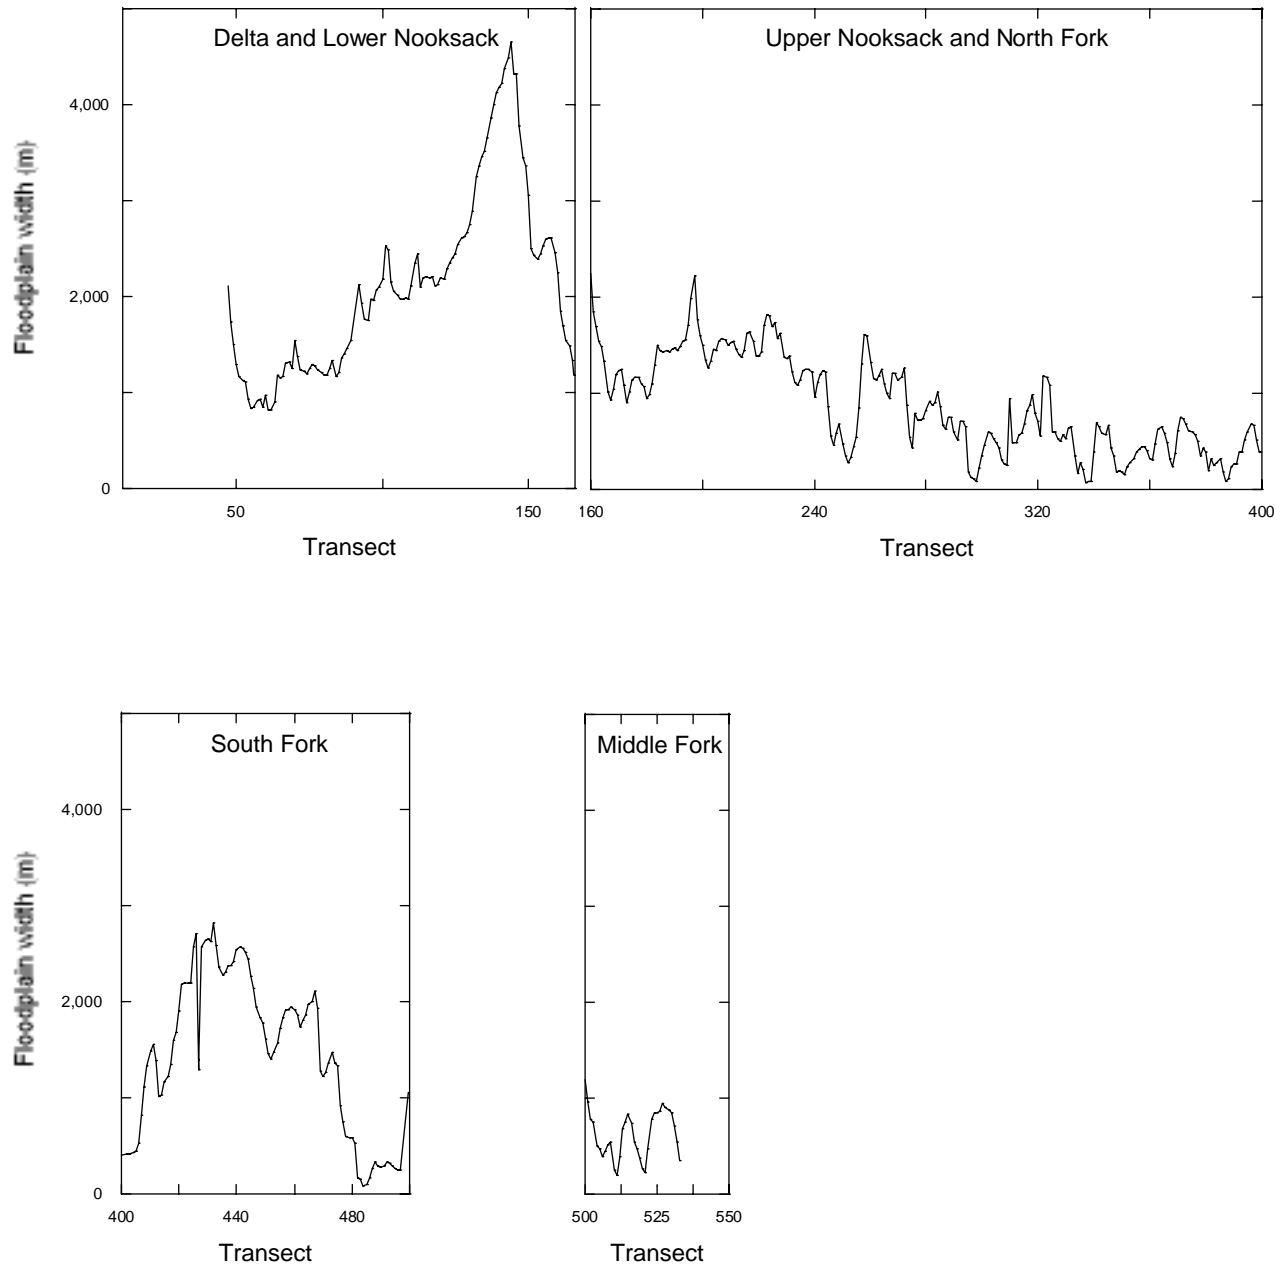 Delta and Lower Nooksack
Upper Nooksack and North Fork
Floodplain width (m)
4,000
2,000
0
50
150
160
240
320
400
Transect
Transect
South Fork
Middle Fork
Floodplain width (m)
4,000
2,000
0
400
440
480
500
525
550
Transect
Transect